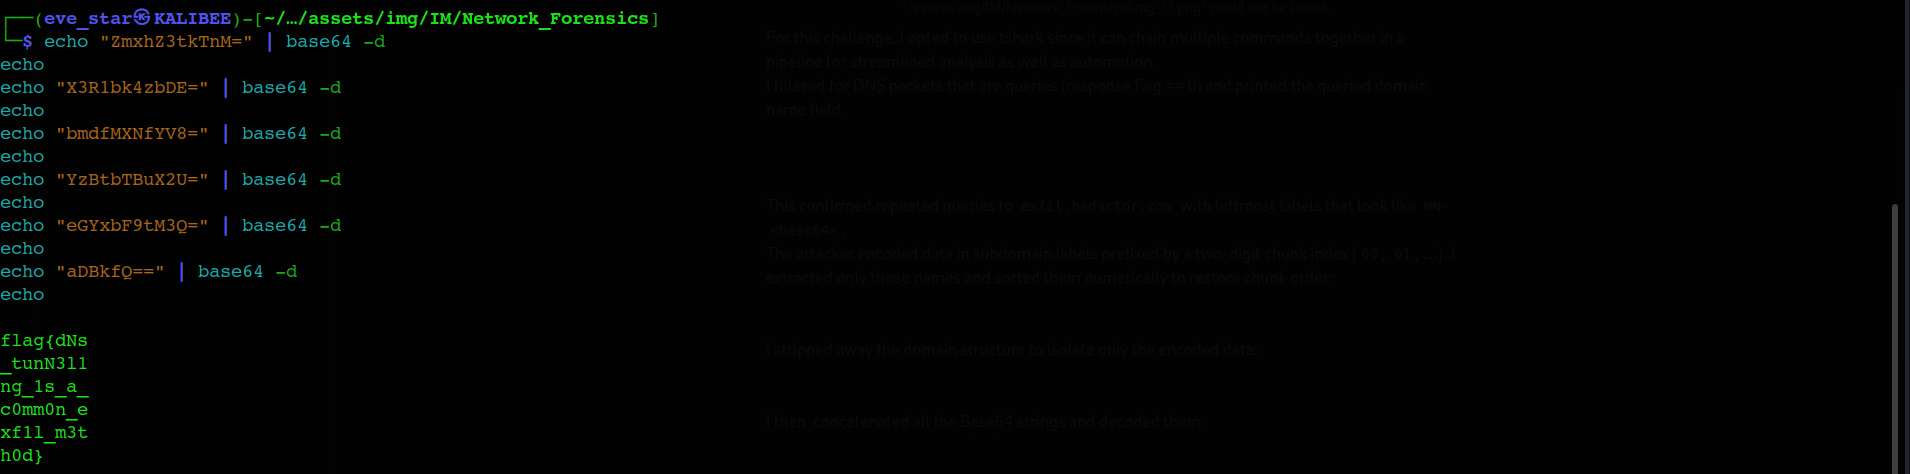 ┌──(eve_star㉿KALIBEE)-[~/…/assets/img/IM/Network_Forensics]
└─$ echo "ZmxhZ3tkTnM=" | base64 -d
echo
echo "X3R1bk4zbDE=" | base64 -d
echo
echo "bmdfMXNfYV8=" | base64 -d
echo
echo "YzBtbTBuX2U=" | base64 -d
echo
echo "eGYxbF9tM3Q=" | base64 -d
echo
echo "aDBkfQ==" | base64 -d
echo
flag{dNs
_tunN3l1
ng_1s_a_
c0mm0n_e
xf1l_m3t
h0d}
"/assets/img/IM/Network_Forensics/img_11.png" could not be found.
For this challenge, I opted to use tshark since it can chain multiple commands together in a
pipeline for streamlined analysis as well as automation.
I filtered for DNS packets that are queries (response flag == 0) and printed the queried domain
name field.
This confirmed repeated queries to exfil.badactor.com with leftmost labels that look like NN-
<base64>.
The attacker encoded data in subdomain labels prefixed by a two-digit chunk index (00, 01, …). I
extracted only those names and sorted them numerically to restore chunk order:
I stripped away the domain structure to isolate only the encoded data:
I then concatenated all the Base64 strings and decoded them: